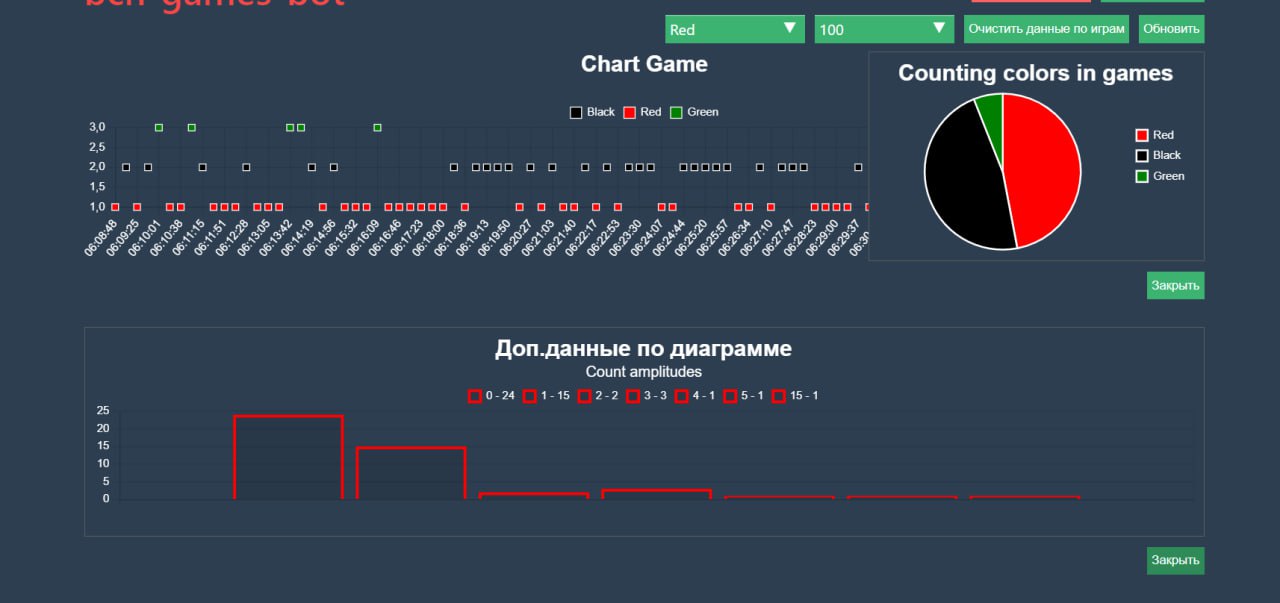 bch-games-bot
Red ▼ 100 ▼ Очистить данные по играм Обновить
Chart Game
Black Red Green
3,0
2,5
2,0
1,5
1,0
06:08:48 06:09:25 06:10:01 06:10:38 06:11:15 06:11:51 06:12:28 06:13:05 06:13:42 06:14:19 06:14:56 06:15:32 06:16:09 06:16:46 06:17:23 06:18:00 06:18:36 06:19:13 06:19:50 06:20:27 06:21:03 06:21:40 06:22:17 06:22:53 06:23:30 06:24:07 06:24:44 06:25:20 06:25:57 06:26:34 06:27:10 06:27:47 06:28:23 06:29:00 06:29:37
Counting colors in games
Red
Black
Green
Закрыть
Доп.данные по диаграмме
Count amplitudes
0 - 24 1 - 15 2 - 2 3 - 3 4 - 1 5 - 1 15 - 1
25
20
15
10
5
0
Закрыть